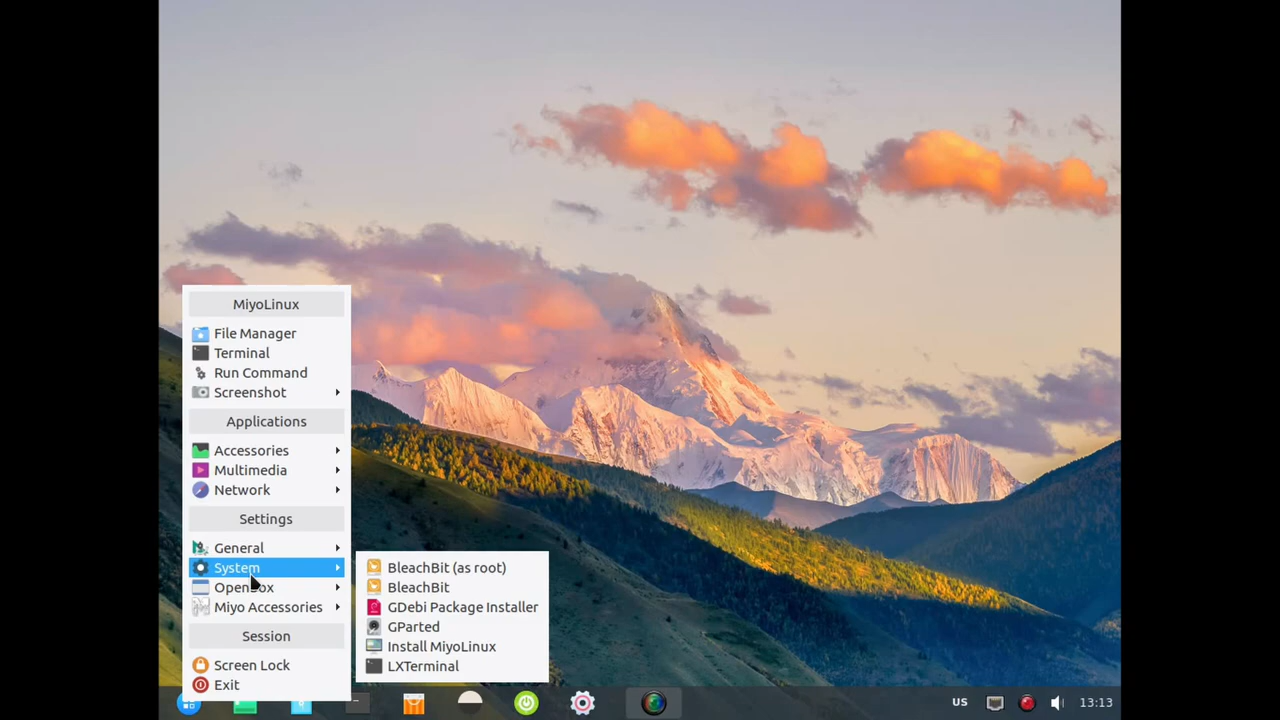 MiyoLinux
File Manager
Terminal
Run Command
Screenshot
Applications
Accessories
Multimedia
Network
Settings
General
System
Openbox
Miyo Accessories
Session
Screen Lock
Exit
BleachBit (as root)
BleachBit
GDebi Package Installer
GParted
Install MiyoLinux
LXTerminal
US
13:13